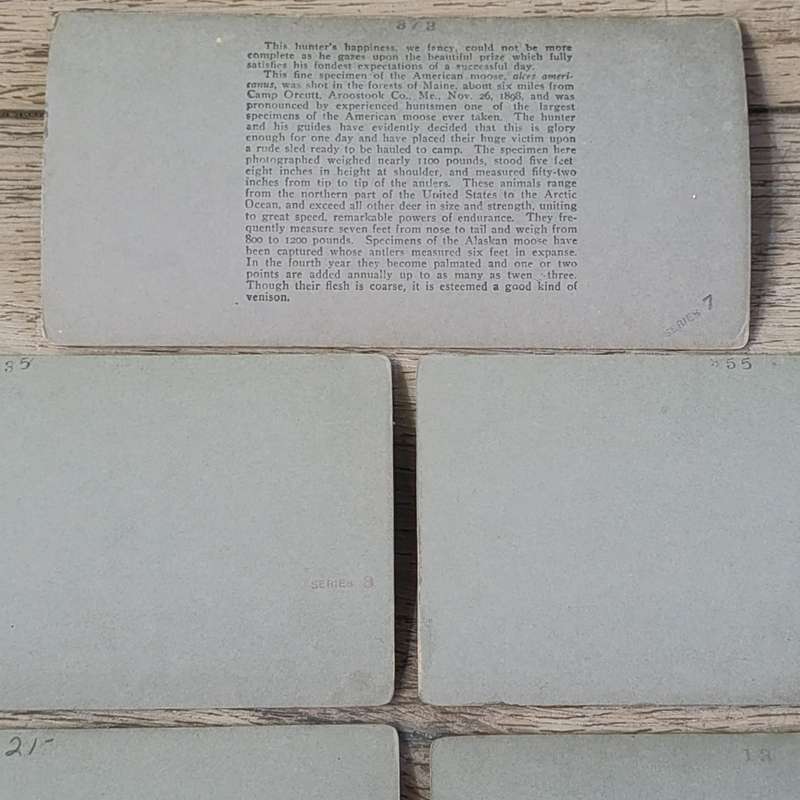 This hunter's happiness, we fancy, could not be more
complete as he gazes upon the beautiful prize which fully
satisfies his fondest expectations of a successful day.
This fine specimen of the American moose, alces ameri-
canus, was shot in the forests of Maine, about six miles from
Camp Orcutt, Aroostook Co., Me., Nov. 26, 1898, and was
pronounced by experienced huntsmen one of the largest
specimens of the American moose ever taken. The hunter
and his guides have evidently decided that this is glory
enough for one day and have placed their huge victim upon
a rude sled ready to be hauled to camp. The specimen here
photographed weighed nearly 1100 pounds, stood five feet
eight inches in height at shoulder, and measured fifty-two
inches from tip to tip of the antlers. These animals range
from the northern part of the United States to the Arctic
Ocean, and exceed all other deer in size and strength, uniting
to great speed, remarkable powers of endurance. They fre-
quently measure seven feet from nose to tail and weigh from
800 to 1200 pounds. Specimens of the Alaskan moose have
been captured whose antlers measured six feet in expanse.
In the fourth year they become palmated and one or two
points are added annually up to as many as twen -three.
Though their flesh is coarse, it is esteemed a good kind of
venison.
SERIES 7
35
55
SERIES 3
21-